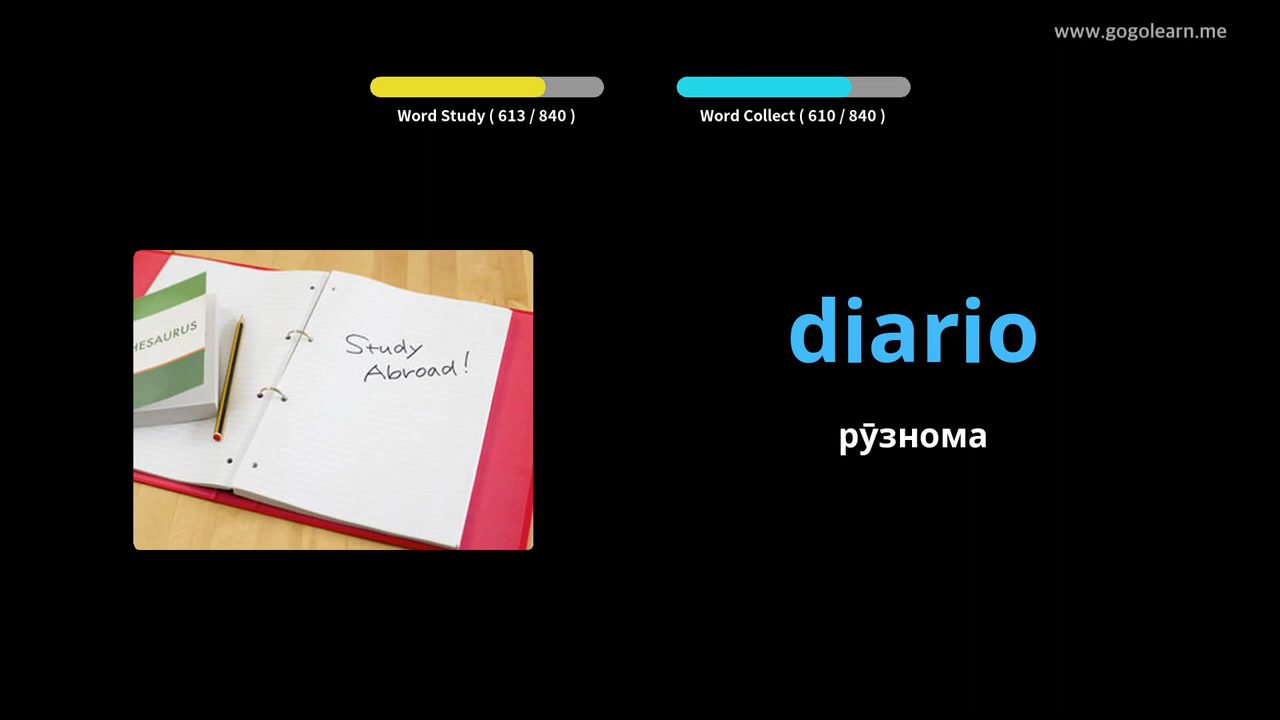 www.gogolearn.me
Word Study ( 613 / 840 )
Word Collect ( 610 / 840 )
HESAURUS
Study
Abroad!
diario
рӯзнома